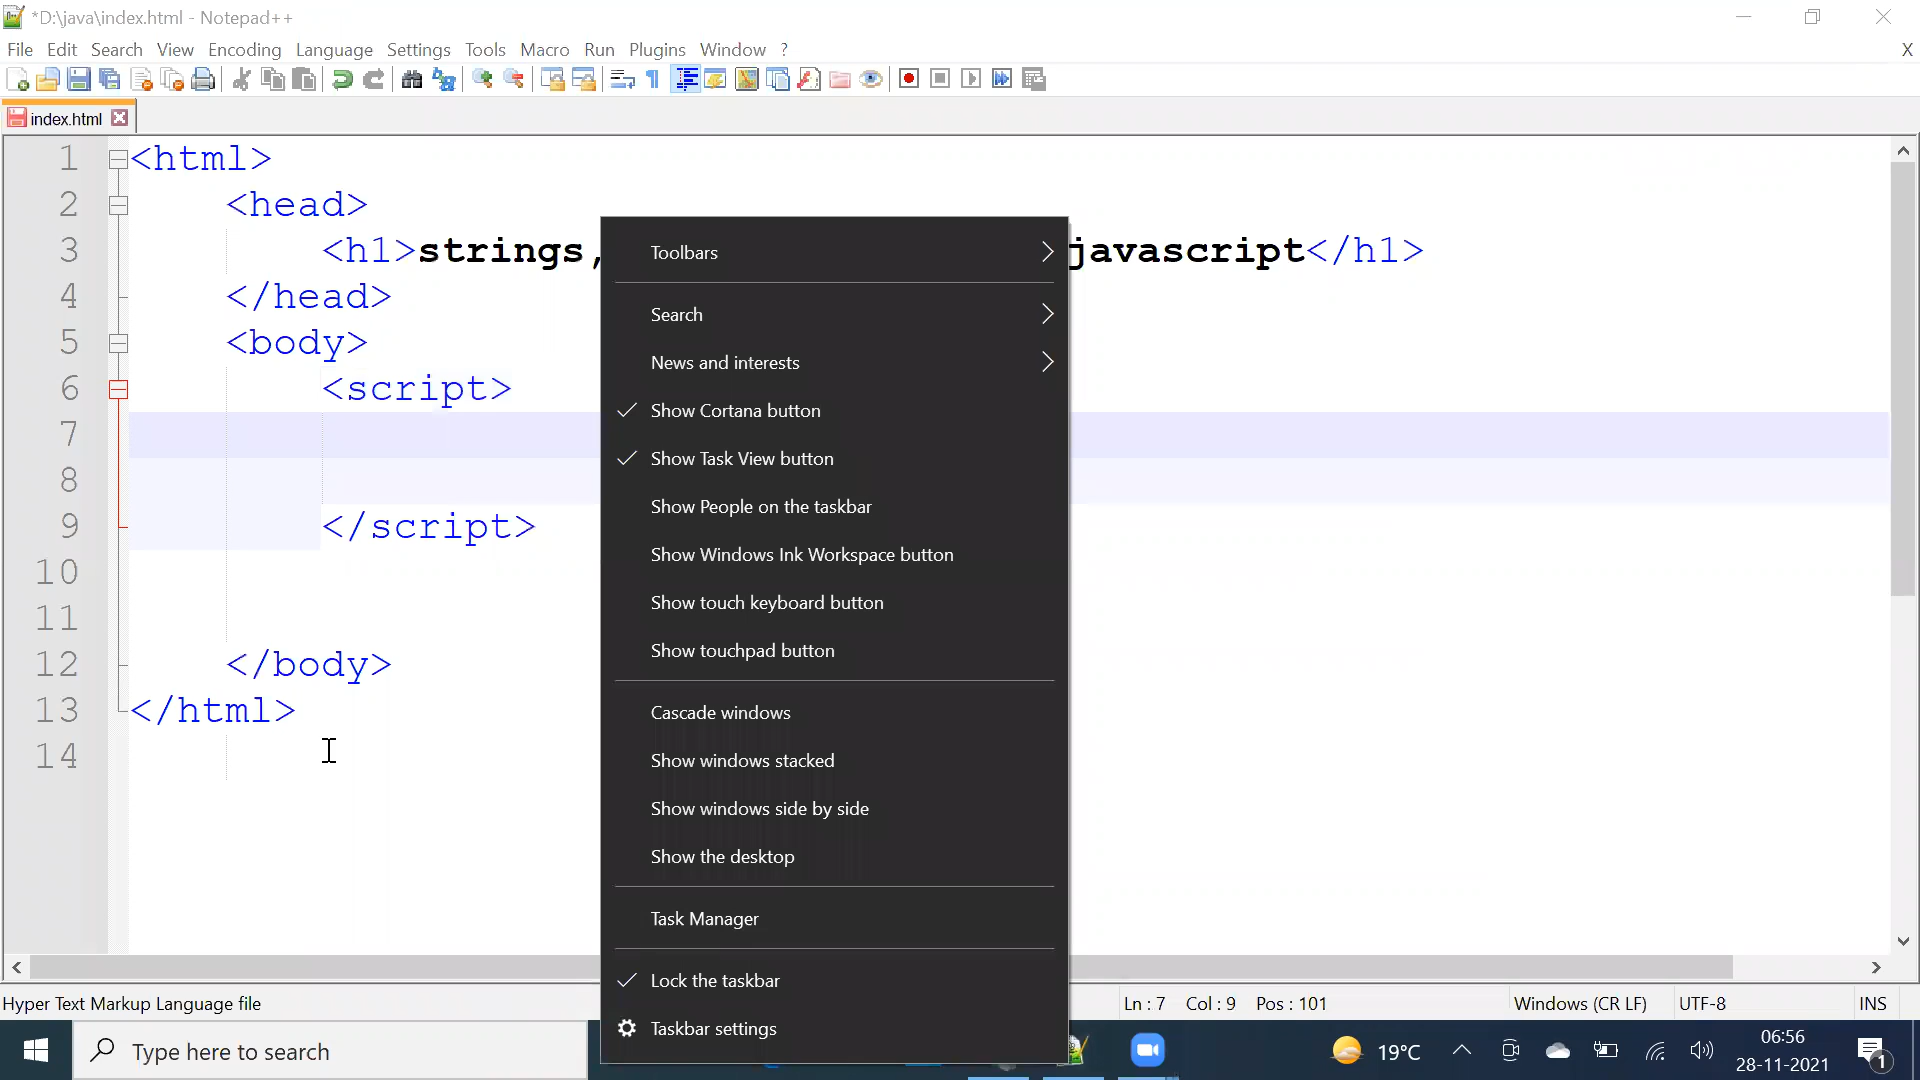 *D:\java\index.html - Notepad++
File Edit Search View Encoding Language Settings Tools Macro Run Plugins Window ? X
index.html
1 <html>
2 <head>
3 <h1>strings, javascript</h1>
4 </head>
5 <body>
6 <script>
7
8
9 </script>
10
11
12 </body>
13 </html>
14
Toolbars
Search
News and interests
Show Cortana button
Show Task View button
Show People on the taskbar
Show Windows Ink Workspace button
Show touch keyboard button
Show touchpad button
Cascade windows
Show windows stacked
Show windows side by side
Show the desktop
Task Manager
Lock the taskbar
Taskbar settings
Hyper Text Markup Language file Ln : 7 Col : 9 Pos : 101 Windows (CR LF) UTF-8 INS
Type here to search 19°C 06:56
28-11-2021 1